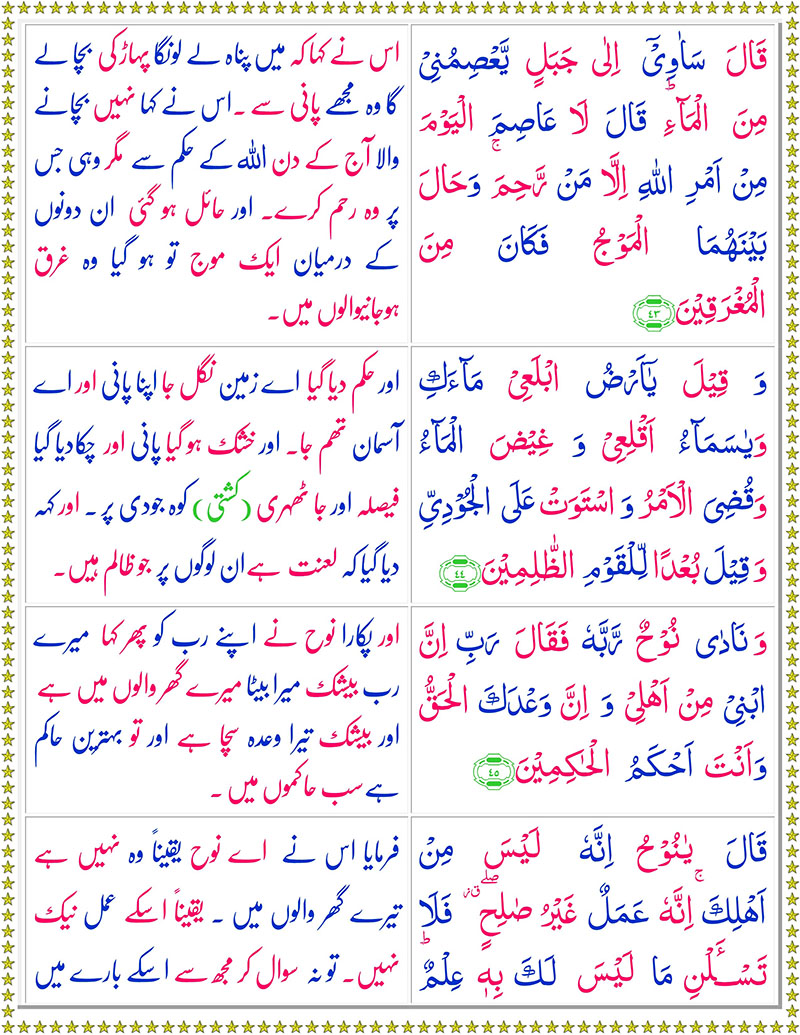 قَالَ سَاٰوِیْۤ اِلٰی جَبَلٍ یَّعْصِمُنِیْ
مِنَ الْمَآءِ ؕ قَالَ لَا عَاصِمَ الْیَوْمَ
مِنْ اَمْرِ اللّٰهِ اِلَّا مَنْ رَّحِمَ ۚ وَحَالَ
بَیْنَهُمَا الْمَوْجُ فَكَانَ مِنَ
الْمُغْرَقِیْنَ ﴿٤٣﴾
اس نے کہا کہ میں پناہ لے لونگا پہاڑ کی بچا لے
گا وہ مجھے پانی سے ۔ اس نے کہا نہیں بچانے
والا آج کے دن اللہ کے حکم سے مگر وہی جس
پر وہ رحم کرے۔ اور حائل ہو گئی ان دونوں
کے درمیان ایک موج تو ہو گیا وہ غرق
ہو جانیوالوں میں۔
وَ قِیْلَ یٰۤاَرْضُ ابْلَعِیْ مَآءَكِ
وَیٰسَمَآءُ اَقْلِعِیْ وَ غِیْضَ الْمَآءُ
وَقُضِیَ الْاَمْرُ وَ اسْتَوَتْ عَلَی الْجُوْدِیِّ
وَ قِیْلَ بُعْدًا لِّلْقَوْمِ الظّٰلِمِیْنَ ﴿٤٤﴾
اور حکم دیا گیا اے زمین نگل جا اپنا پانی اور اے
آسمان تھم جا۔ اور خشک ہو گیا پانی اور چکا دیا گیا
فیصلہ اور جا ٹھہری (کشتی) کوہ جودی پر ۔ اور کہہ
دیا گیا کہ لعنت ہے ان لوگوں پر جو ظالم ہیں۔
وَ نَادٰی نُوْحٌ رَّبَّهٗ فَقَالَ رَبِّ اِنَّ
ابْنِیْ مِنْ اَهْلِیْ وَ اِنَّ وَعْدَكَ الْحَقُّ
وَاَنْتَ اَحْكَمُ الْحٰكِمِیْنَ ﴿٤٥﴾
اور پکارا نوح نے اپنے رب کو پھر کہا میرے
رب بیشک میرا بیٹا میرے گھر والوں میں ہے
اور بیشک تیرا وعدہ سچا ہے اور تو بہترین حاکم
ہے سب حاکموں میں ۔
قَالَ یٰنُوْحُ اِنَّهٗ لَیْسَ مِنْ
اَهْلِكَ ۚ اِنَّهٗ عَمَلٌ غَیْرُ صَالِحٍ ۖ ق فَلَا
تَسْـَٔلْنِ مَا لَیْسَ لَكَ بِهٖ عِلْمٌ ؕ
فرمایا اس نے اے نوح یقیناً وہ نہیں ہے
تیرے گھر والوں میں ۔ یقیناً اسکے عمل نیک
نہیں۔ تو نہ سوال کر مجھ سے اسکے بارے میں